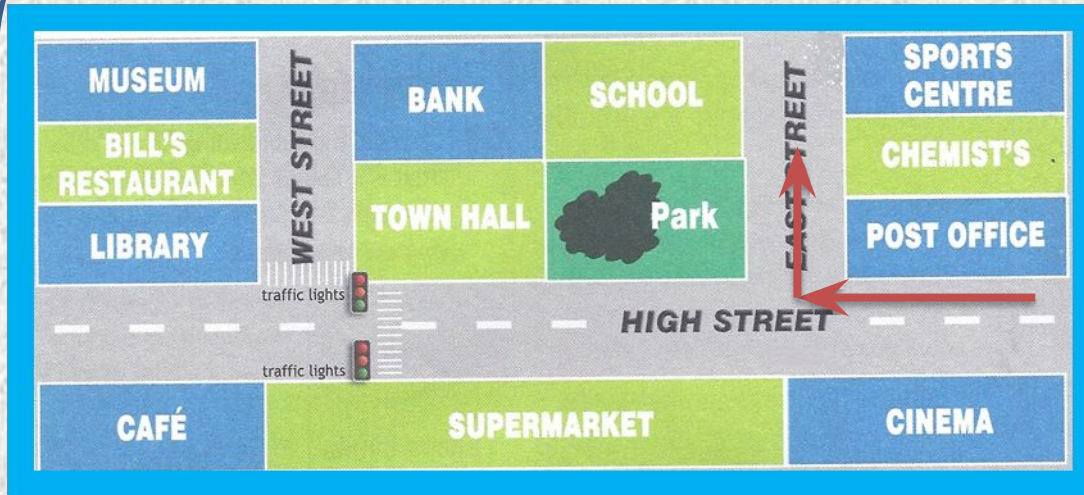 MUSEUM
BILL'S
RESTAURANT
LIBRARY
WEST STREET
BANK
SCHOOL
TOWN HALL
Park
EAST STREET
SPORTS
CENTRE
CHEMIST'S
POST OFFICE
traffic lights
HIGH STREET
traffic lights
CAFÉ
SUPERMARKET
CINEMA